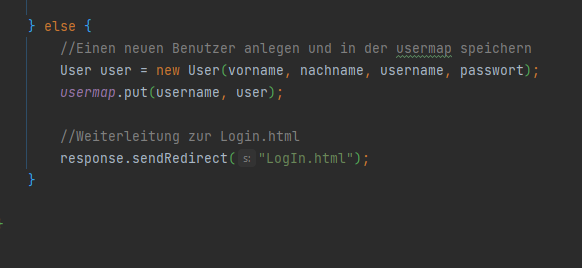 } else {
//Einen neuen Benutzer anlegen und in der usermap speichern
User user = new User(vorname, nachname, username, passwort);
usermap.put(username, user);
//Weiterleitung zur Login.html
response.sendRedirect( s: "LogIn.html");
}